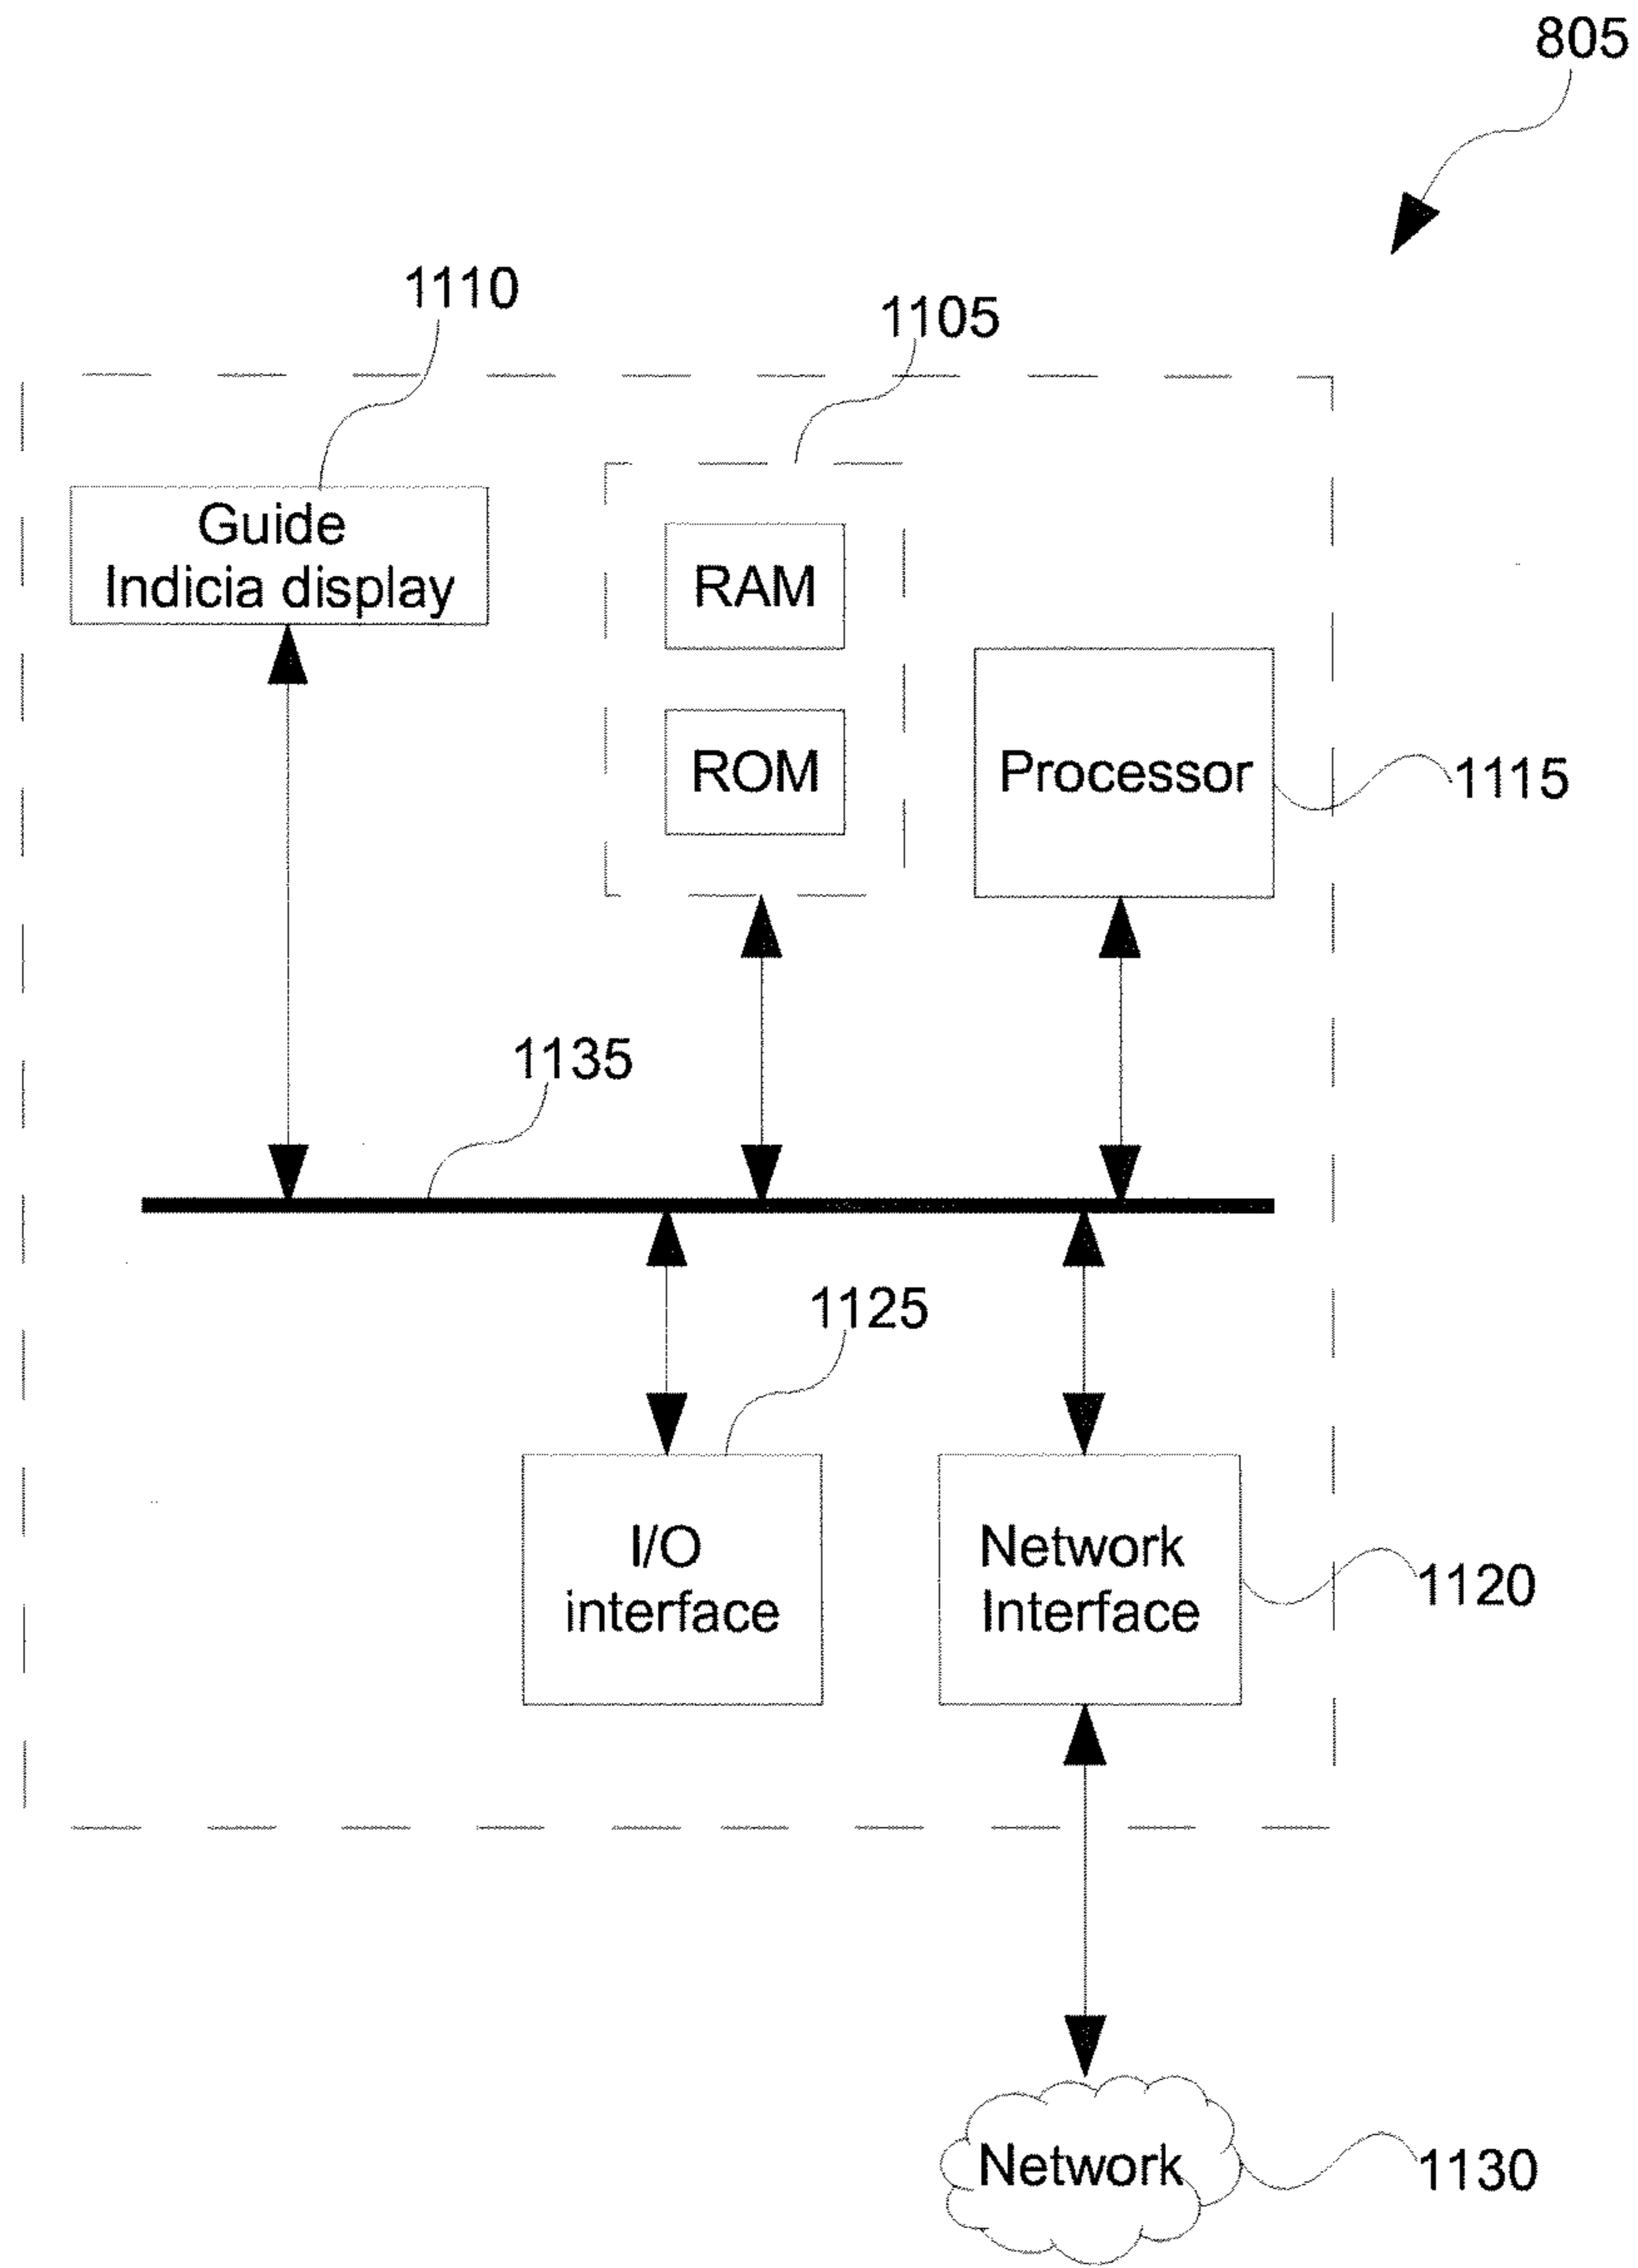 805
1110
1105
Guide
Indicia display
RAM
ROM
Processor
1115
1135
1125
I/O
interface
Network
Interface
1120
Network
1130